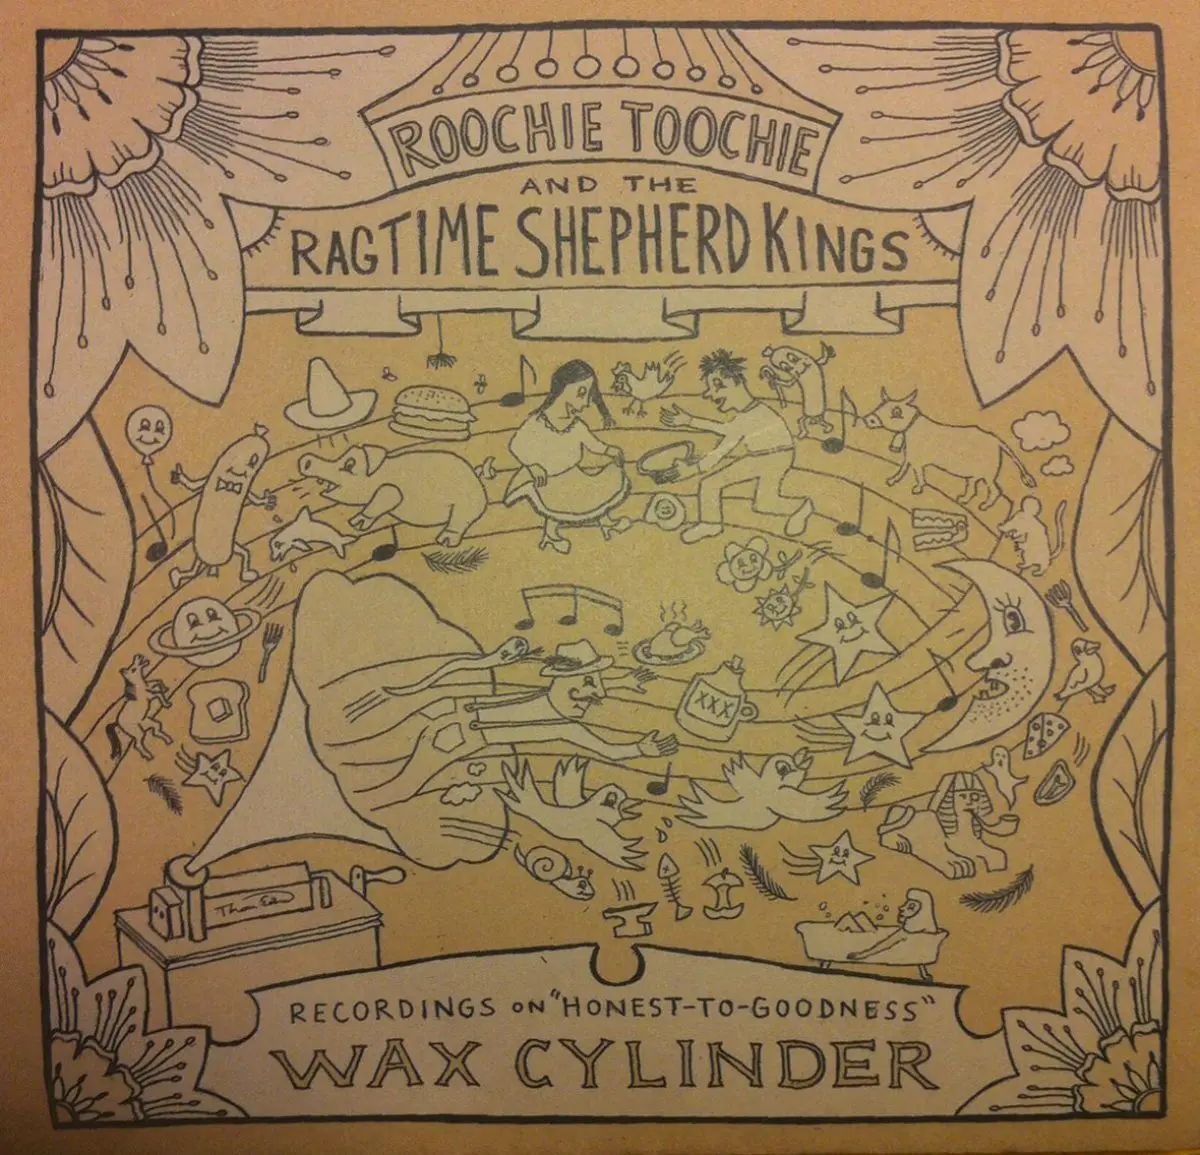 ROOCHIE TOOCHIE
AND THE
RAGTIME SHEPHERD KINGS
XXX
RECORDINGS ON "HONEST-TO-GOODNESS"
WAX CYLINDER